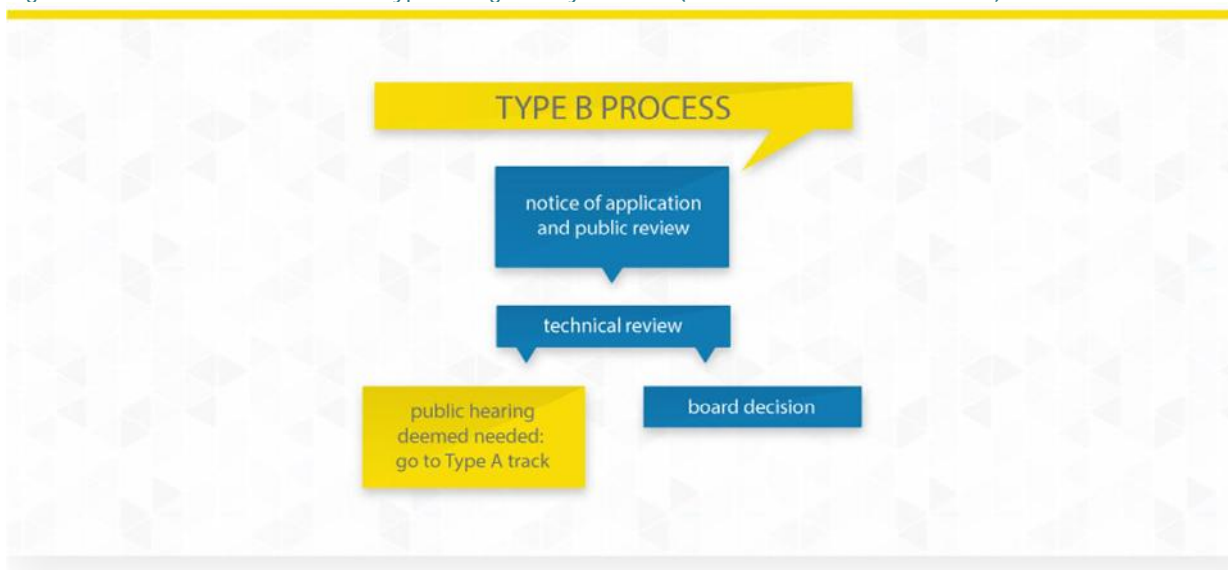 TYPE B PROCESS
notice of application
and public review
technical review
public hearing
deemed needed:
go to Type A track
board decision